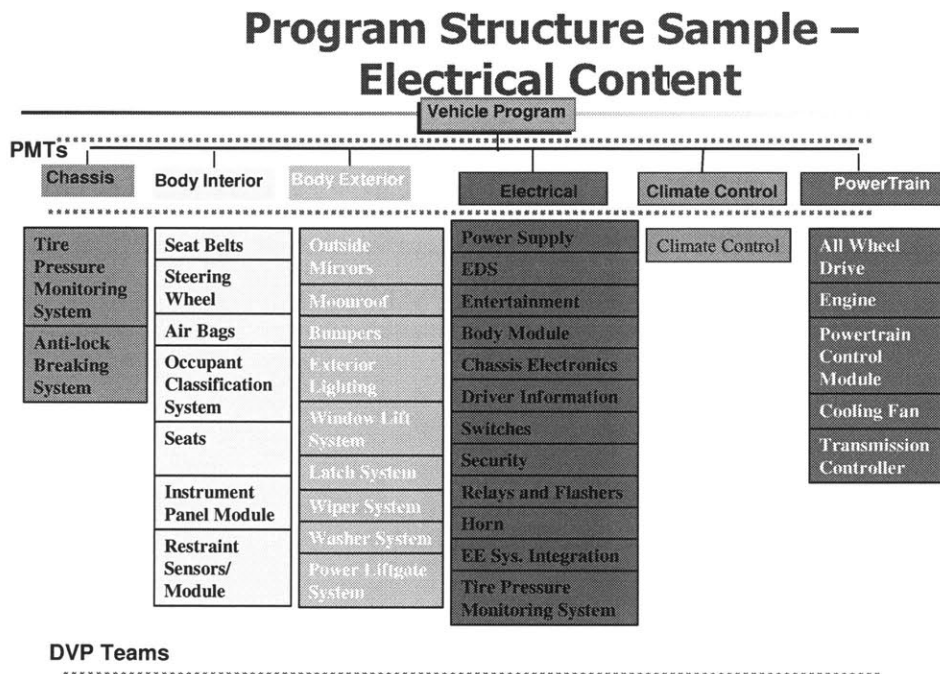 Program Structure Sample –
Electrical Content
Vehicle Program
PMTs
Chassis
Body Interior
Body Exterior
Electrical
Climate Control
PowerTrain
Tire
Pressure
Monitoring
System
Anti-lock
Breaking
System
Seat Belts
Steering
Wheel
Air Bags
Occupant
Classification
System
Seats
Instrument
Panel Module
Restraint
Sensors/
Module
Outside
Mirrors
Moonroof
Bumpers
Exterior
Lighting
Window Lift
System
Latch System
Wiper System
Washer System
Power Liftgate
System
Power Supply
EDS
Entertainment
Body Module
Chassis Electronics
Driver Information
Switches
Security
Relays and Flashers
Horn
EE Sys. Integration
Tire Pressure
Monitoring System
Climate Control
All Wheel
Drive
Engine
Powertrain
Control
Module
Cooling Fan
Transmission
Controller
DVP Teams